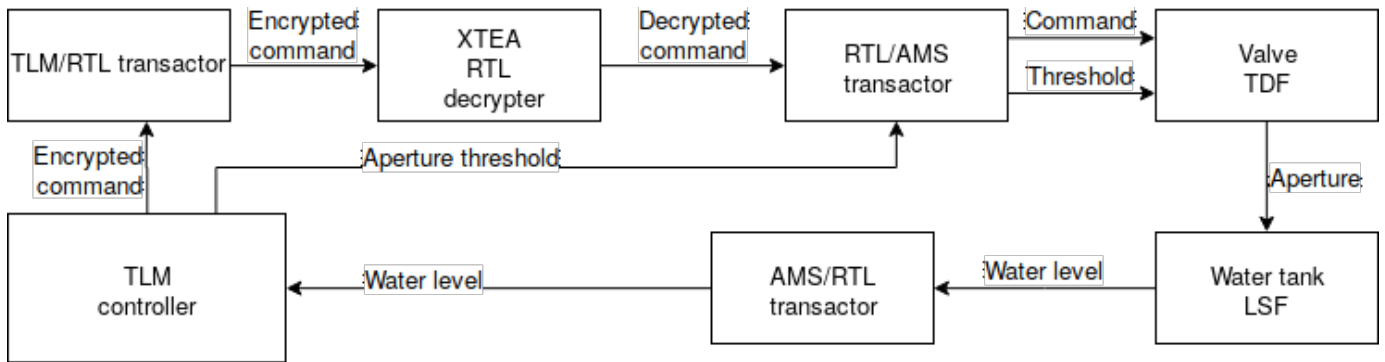 TLM/RTL transactor
Encrypted
command
XTEA
RTL
decrypter
Decrypted
command
RTL/AMS
transactor
Command
Threshold
Valve
TDF
Encrypted
command
Aperture threshold
Aperture
TLM
controller
Water level
AMS/RTL
transactor
Water level
Water tank
LSF